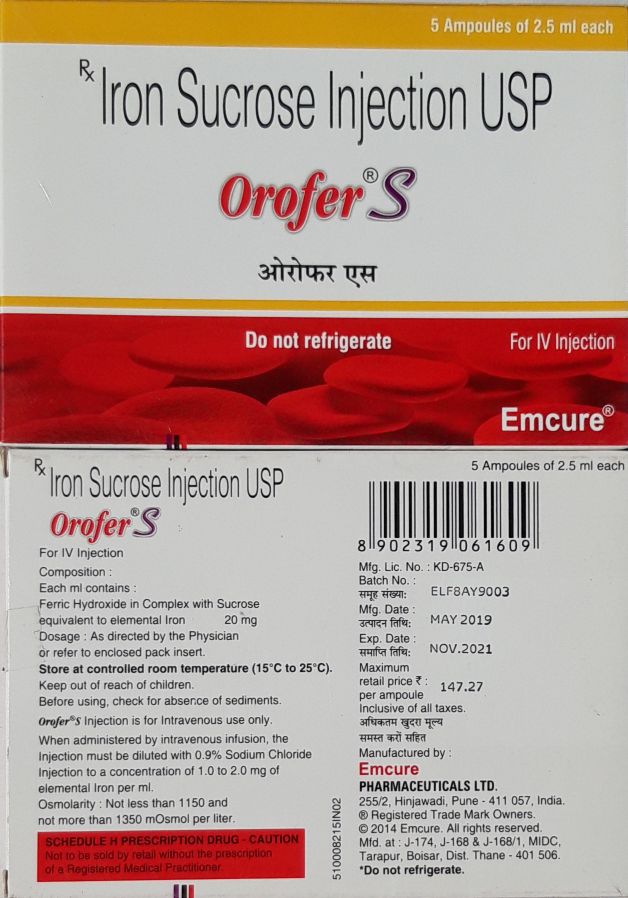 5 Ampoules of 2.5 ml each
Rx Iron Sucrose Injection USP
Orofer® S
ओरोफर एस
Do not refrigerate
For IV Injection
Emcure®
Rx Iron Sucrose Injection USP
Orofer® S
For IV Injection
Composition :
Each ml contains :
Ferric Hydroxide in Complex with Sucrose
equivalent to elemental Iron 20 mg
Dosage : As directed by the Physician
or refer to enclosed pack insert.
Store at controlled room temperature (15°C to 25°C).
Keep out of reach of children.
Before using, check for absence of sediments.
Orofer®S Injection is for Intravenous use only.
When administered by intravenous infusion, the
Injection must be diluted with 0.9% Sodium Chloride
Injection to a concentration of 1.0 to 2.0 mg of
elemental Iron per ml.
Osmolarity : Not less than 1150 and
not more than 1350 mOsmol per liter.
SCHEDULE H PRESCRIPTION DRUG - CAUTION
Not to be sold by retail without the prescription
of a Registered Medical Practitioner.
510008215IN02
5 Ampoules of 2.5 ml each
8 902319 061609
Mfg. Lic. No. : KD-675-A
Batch No. :
समूह संख्या: ELF8AY9003
Mfg. Date :
उत्पादन तिथि: MAY 2019
Exp. Date :
समाप्ति तिथि: NOV.2021
Maximum
retail price ₹ :
per ampoule 147.27
Inclusive of all taxes.
अधिकतम खुदरा मूल्य
समस्त करों सहित
Manufactured by :
Emcure
PHARMACEUTICALS LTD.
255/2, Hinjawadi, Pune - 411 057, India.
® Registered Trade Mark Owners.
© 2014 Emcure. All rights reserved.
Mfd. at : J-174, J-168 & J-168/1, MIDC,
Tarapur, Boisar, Dist. Thane - 401 506.
*Do not refrigerate.